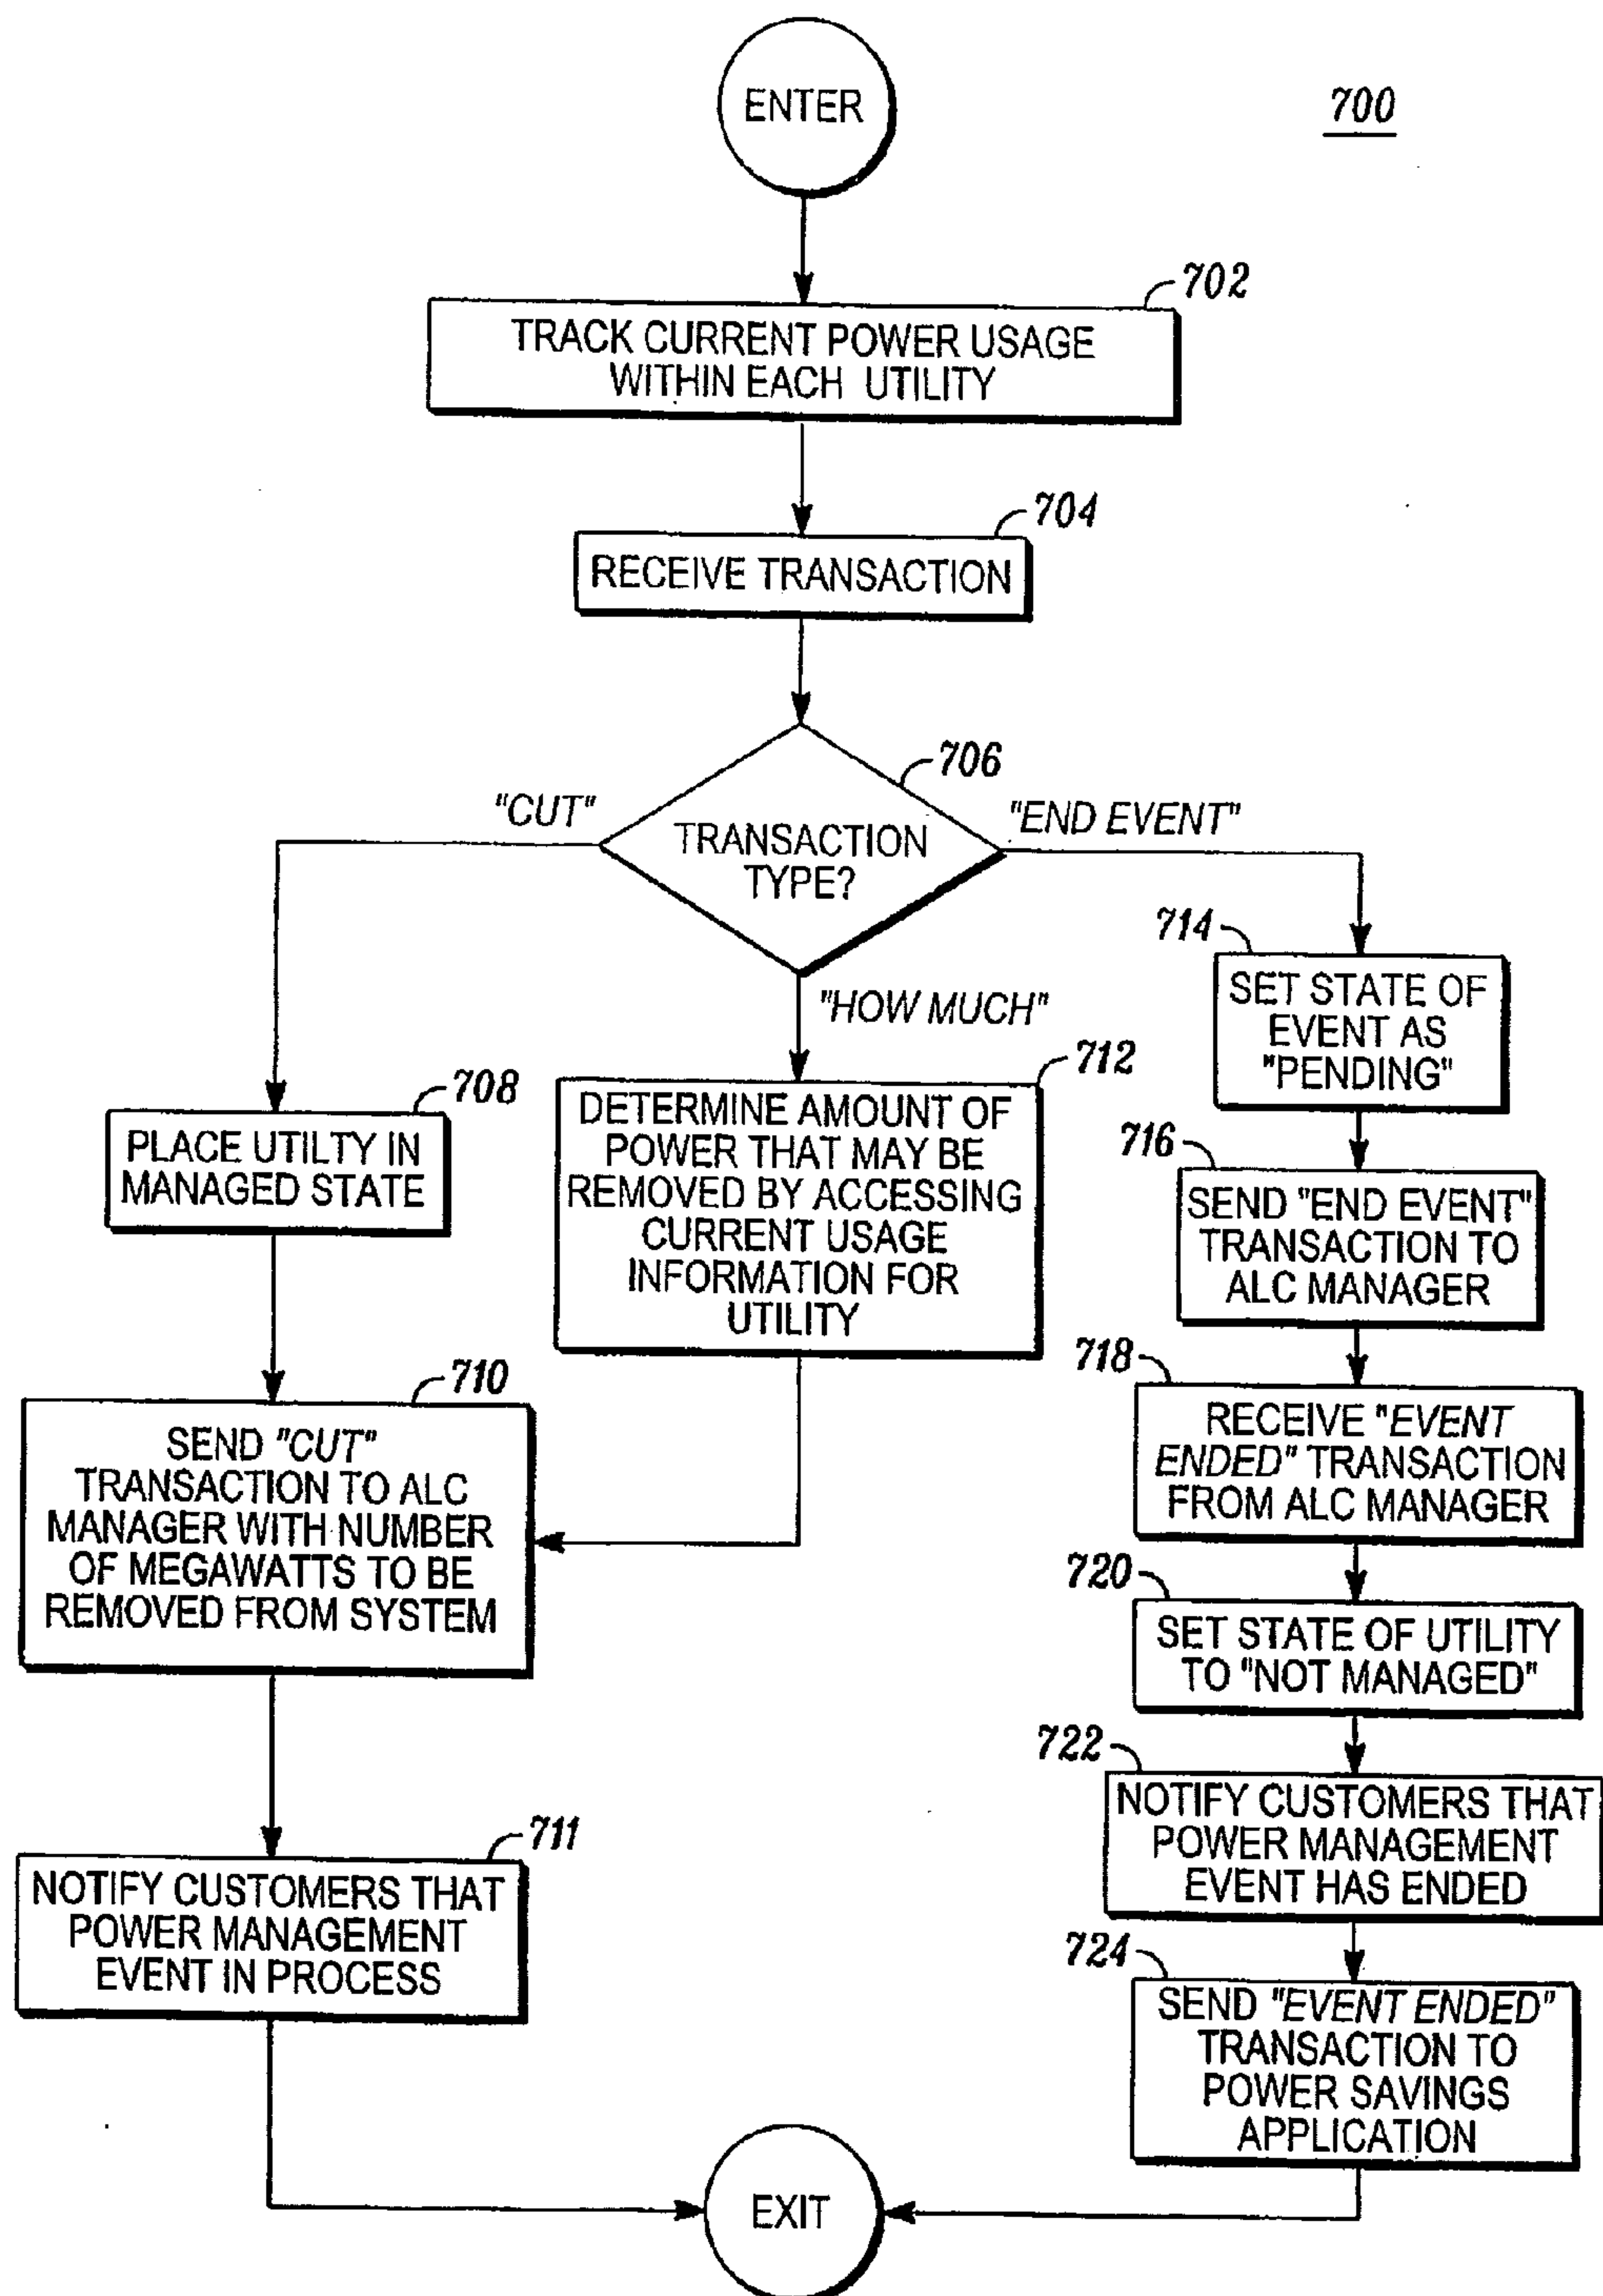 ENTER
700
702
TRACK CURRENT POWER USAGE
WITHIN EACH UTILITY
704
RECEIVE TRANSACTION
706
"CUT"
TRANSACTION
TYPE?
"END EVENT"
"HOW MUCH"
708
PLACE UTILTY IN
MANAGED STATE
712
DETERMINE AMOUNT OF
POWER THAT MAY BE
REMOVED BY ACCESSING
CURRENT USAGE
INFORMATION FOR
UTILITY
710
SEND "CUT"
TRANSACTION TO ALC
MANAGER WITH NUMBER
OF MEGAWATTS TO BE
REMOVED FROM SYSTEM
711
NOTIFY CUSTOMERS THAT
POWER MANAGEMENT
EVENT IN PROCESS
714
SET STATE OF
EVENT AS
"PENDING"
716
SEND "END EVENT"
TRANSACTION TO
ALC MANAGER
718
RECEIVE "EVENT
ENDED" TRANSACTION
FROM ALC MANAGER
720
SET STATE OF UTILITY
TO "NOT MANAGED"
722
NOTIFY CUSTOMERS THAT
POWER MANAGEMENT
EVENT HAS ENDED
724
SEND "EVENT ENDED"
TRANSACTION TO
POWER SAVINGS
APPLICATION
EXIT